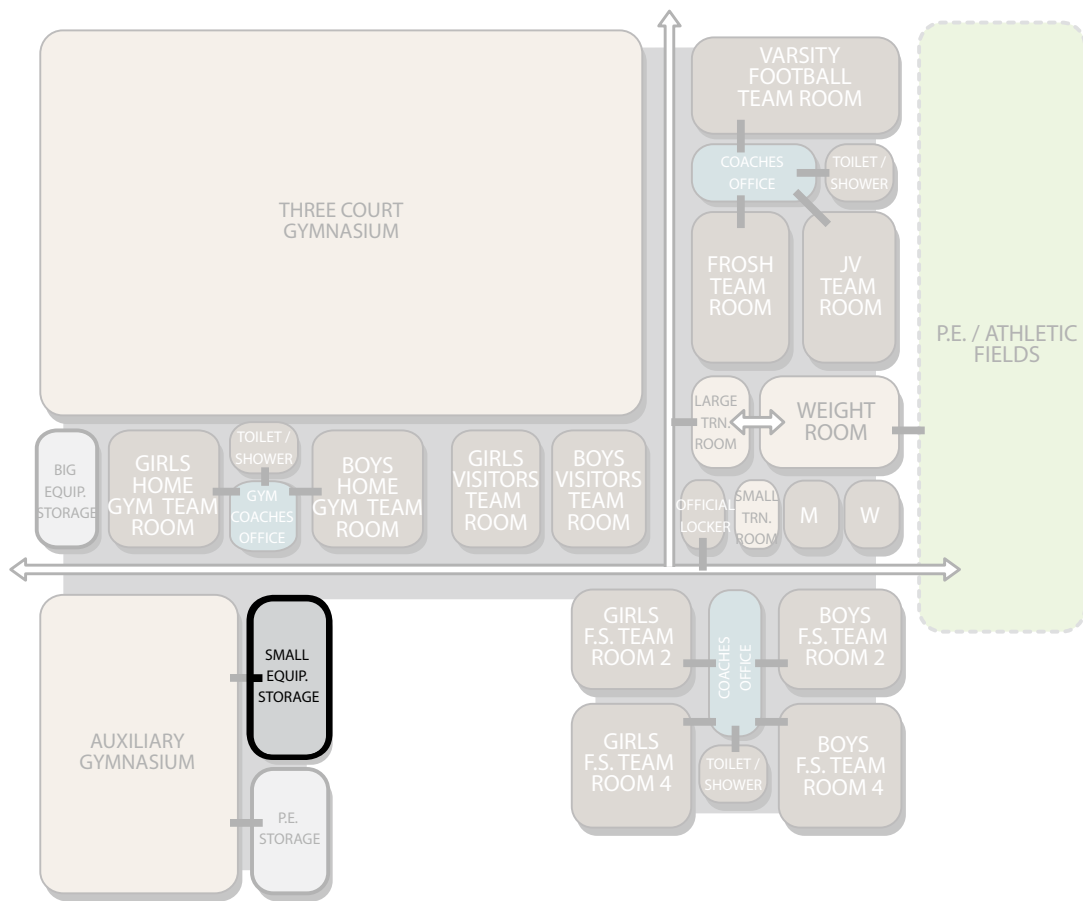 VARSITY
FOOTBALL
TEAM ROOM
COACHES
OFFICE
TOILET /
SHOWER
THREE COURT
GYMNASIUM
FROSH
TEAM
ROOM
JV
TEAM
ROOM
P.E. / ATHLETIC
FIELDS
LARGE
TRN.
ROOM
WEIGHT
ROOM
BIG
EQUIP.
STORAGE
GIRLS
HOME
GYM TEAM
ROOM
TOILET /
SHOWER
GYM
COACHES
OFFICE
BOYS
HOME
GYM TEAM
ROOM
GIRLS
VISITORS
TEAM
ROOM
BOYS
VISITORS
TEAM
ROOM
OFFICIAL
LOCKER
SMALL
TRN.
ROOM
M
W
AUXILIARY
GYMNASIUM
SMALL
EQUIP.
STORAGE
P.E.
STORAGE
GIRLS
F.S. TEAM
ROOM 2
COACHES
OFFICE
BOYS
F.S. TEAM
ROOM 2
GIRLS
F.S. TEAM
ROOM 4
TOILET /
SHOWER
BOYS
F.S. TEAM
ROOM 4